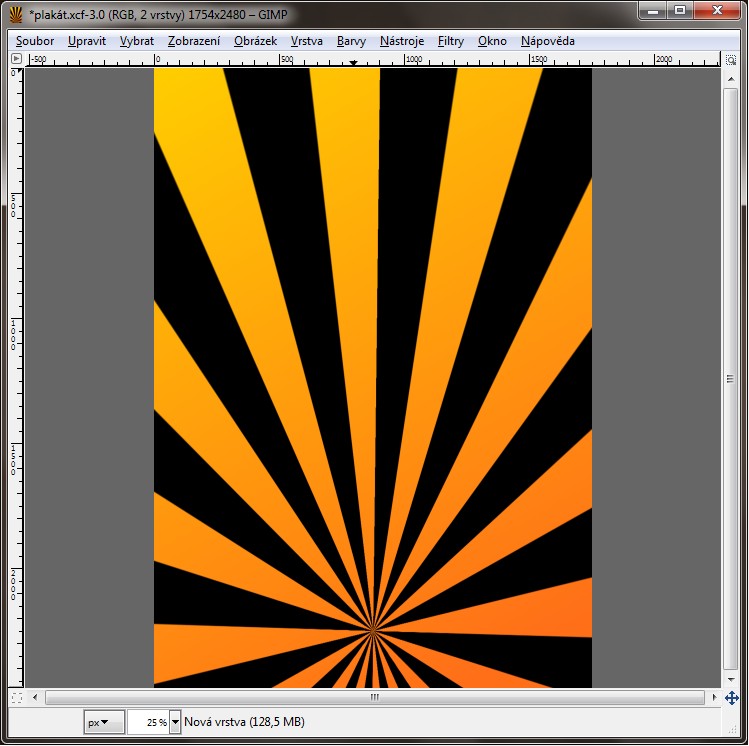 *plakát.xcf-3.0 (RGB, 2 vrstvy) 1754x2480 – GIMP
Soubor Upravit Vybrat Zobrazení Obrázek Vrstva Barvy Nástroje Filtry Okno Nápověda
-500 0 500 1000 1500 2000
0
500
1000
1500
2000
px 25 % Nová vrstva (128,5 MB)